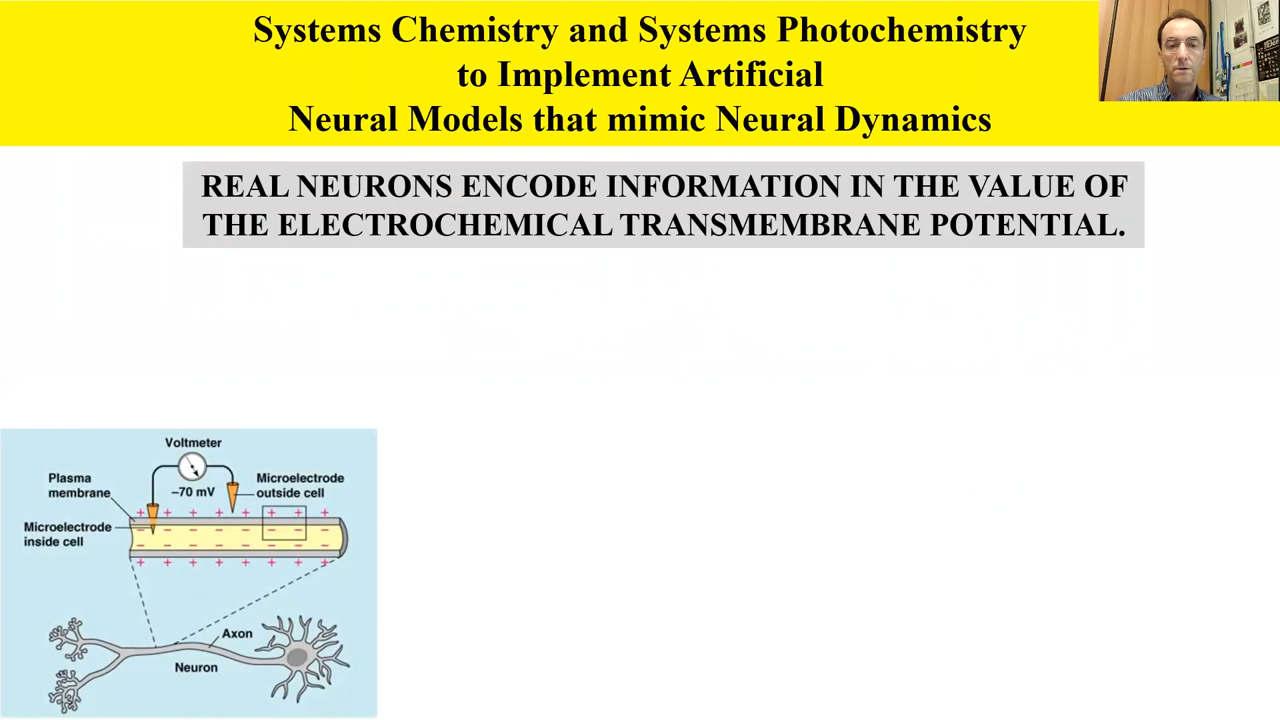 Systems Chemistry and Systems Photochemistry
to Implement Artificial
Neural Models that mimic Neural Dynamics
REAL NEURONS ENCODE INFORMATION IN THE VALUE OF
THE ELECTROCHEMICAL TRANSMEMBRANE POTENTIAL.
Voltmeter
Plasma
membrane
–70 mV
Microelectrode
outside cell
Microelectrode
inside cell
Axon
Neuron